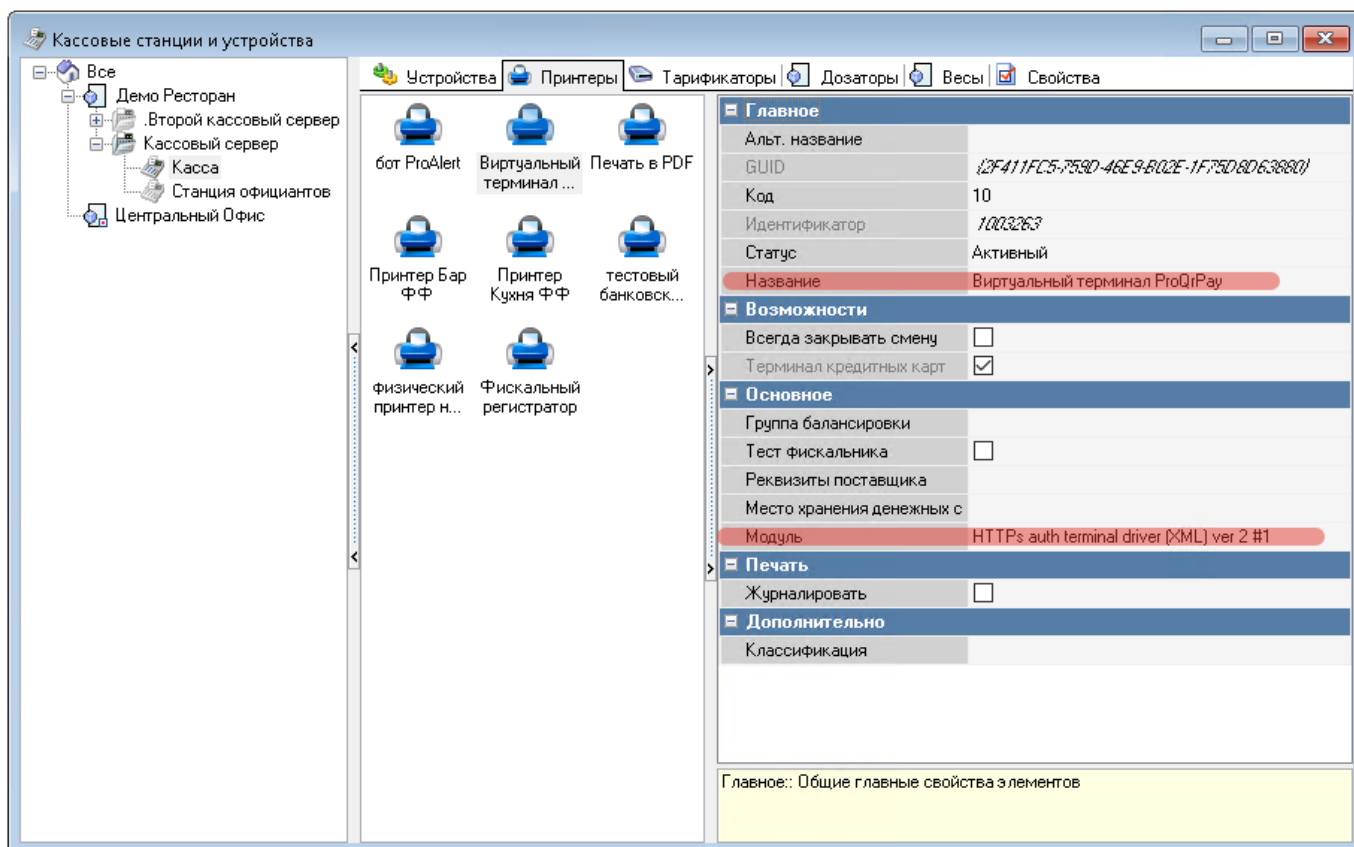 Кассовые станции и устройства
Все
Демо Ресторан
.Второй кассовый сервер
Кассовый сервер
Касса
Станция официантов
Центральный Офис
Устройства Принтеры Тарификаторы Дозаторы Весы Свойства
бот ProAlert Виртуальный терминал ... Печать в PDF
Принтер Бар ФФ Принтер Кухня ФФ тестовый банковск...
физический принтер н... Фискальный регистратор
Главное
Альт. название
GUID {2F411FC5-759D-46E9-B02E-1F75D8D63880}
Код 10
Идентификатор 1003263
Статус Активный
Название Виртуальный терминал ProQrPay
Возможности
Всегда закрывать смену
Терминал кредитных карт
Основное
Группа балансировки
Тест фискальника
Реквизиты поставщика
Место хранения денежных с
Модуль HTTPs auth terminal driver (XML) ver 2 #1
Печать
Журналировать
Дополнительно
Классификация
Главное:: Общие главные свойства элементов